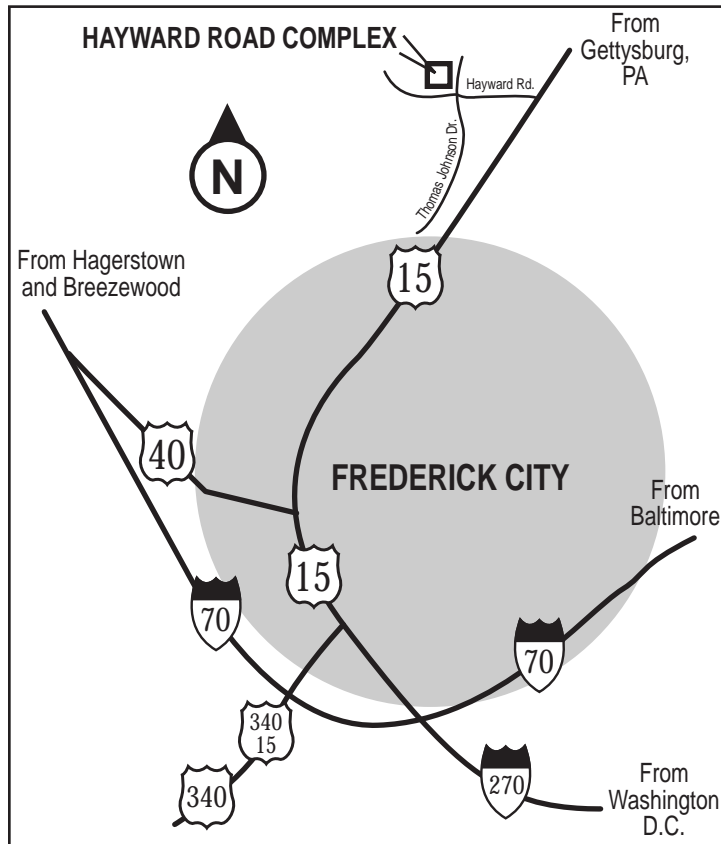 HAYWARD ROAD COMPLEX
From
Gettysburg,
PA
Hayward Rd.
Thomas Johnson Dr.
N
15
From Hagerstown
and Breezewood
40
FREDERICK CITY
From
Baltimore
15
70
70
340
15
340
270
From
Washington
D.C.